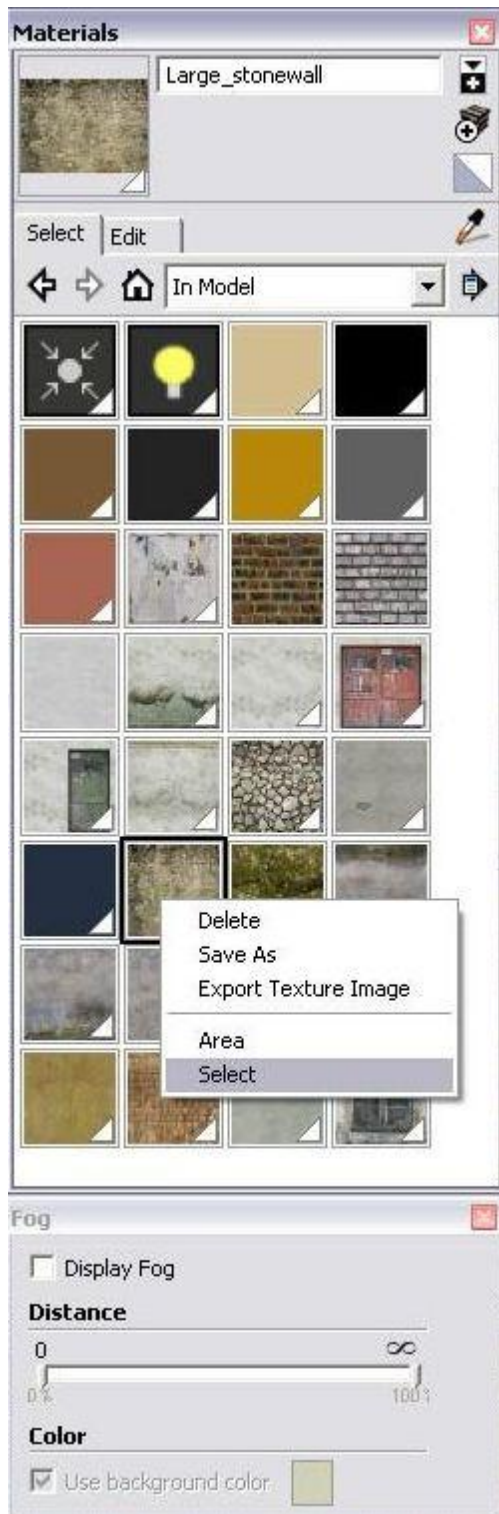 Materials
Large_stonewall
Select Edit
In Model
Delete
Save As
Export Texture Image
Area
Select
Fog
Display Fog
Distance
0 ∞
0%
Color
Use background color